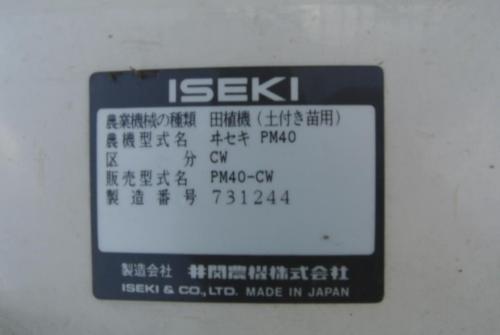 ISEKI
農業機械の種類 田植機(土付き苗用)
農機型式名 ヰセキ PM40
区分 CW
販売型式名 PM40-CW
製造番号 731244
製造会社 井関農機株式会社
ISEKI & CO., LTD. MADE IN JAPAN